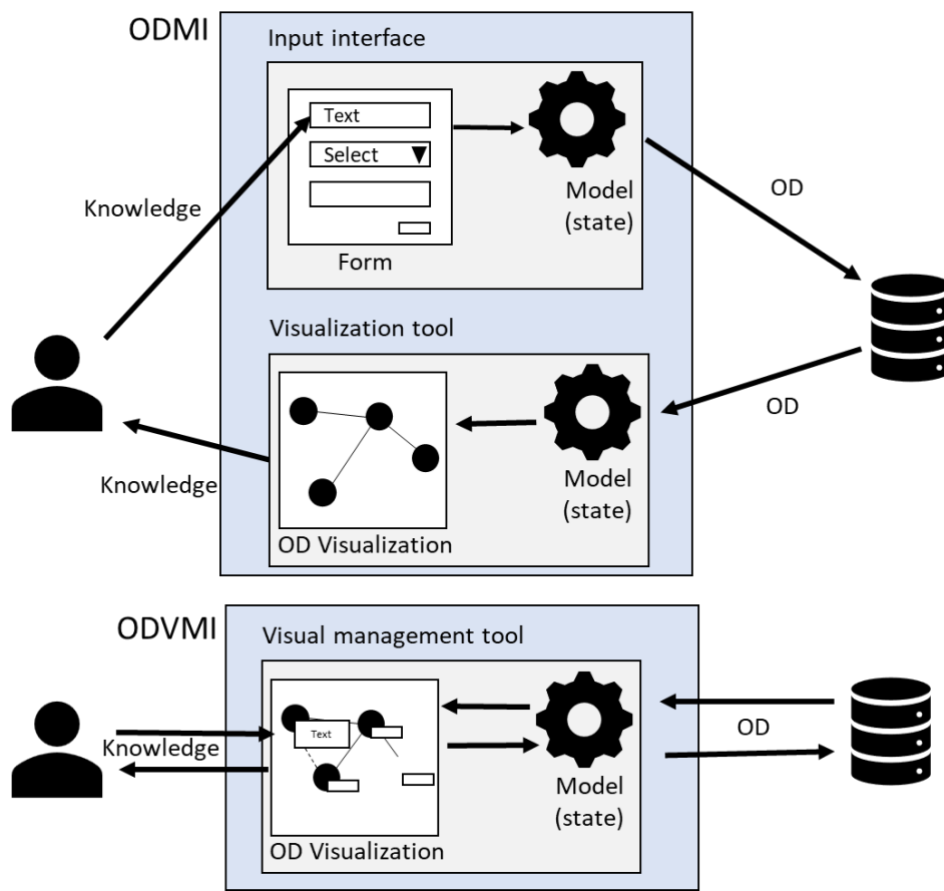 ODMI
Input interface
Text
Select
Knowledge
Model
(state)
OD
Form
Visualization tool
OD
Knowledge
Model
(state)
OD Visualization
ODVMI
Visual management tool
Text
Knowledge
OD
Model
(state)
OD Visualization